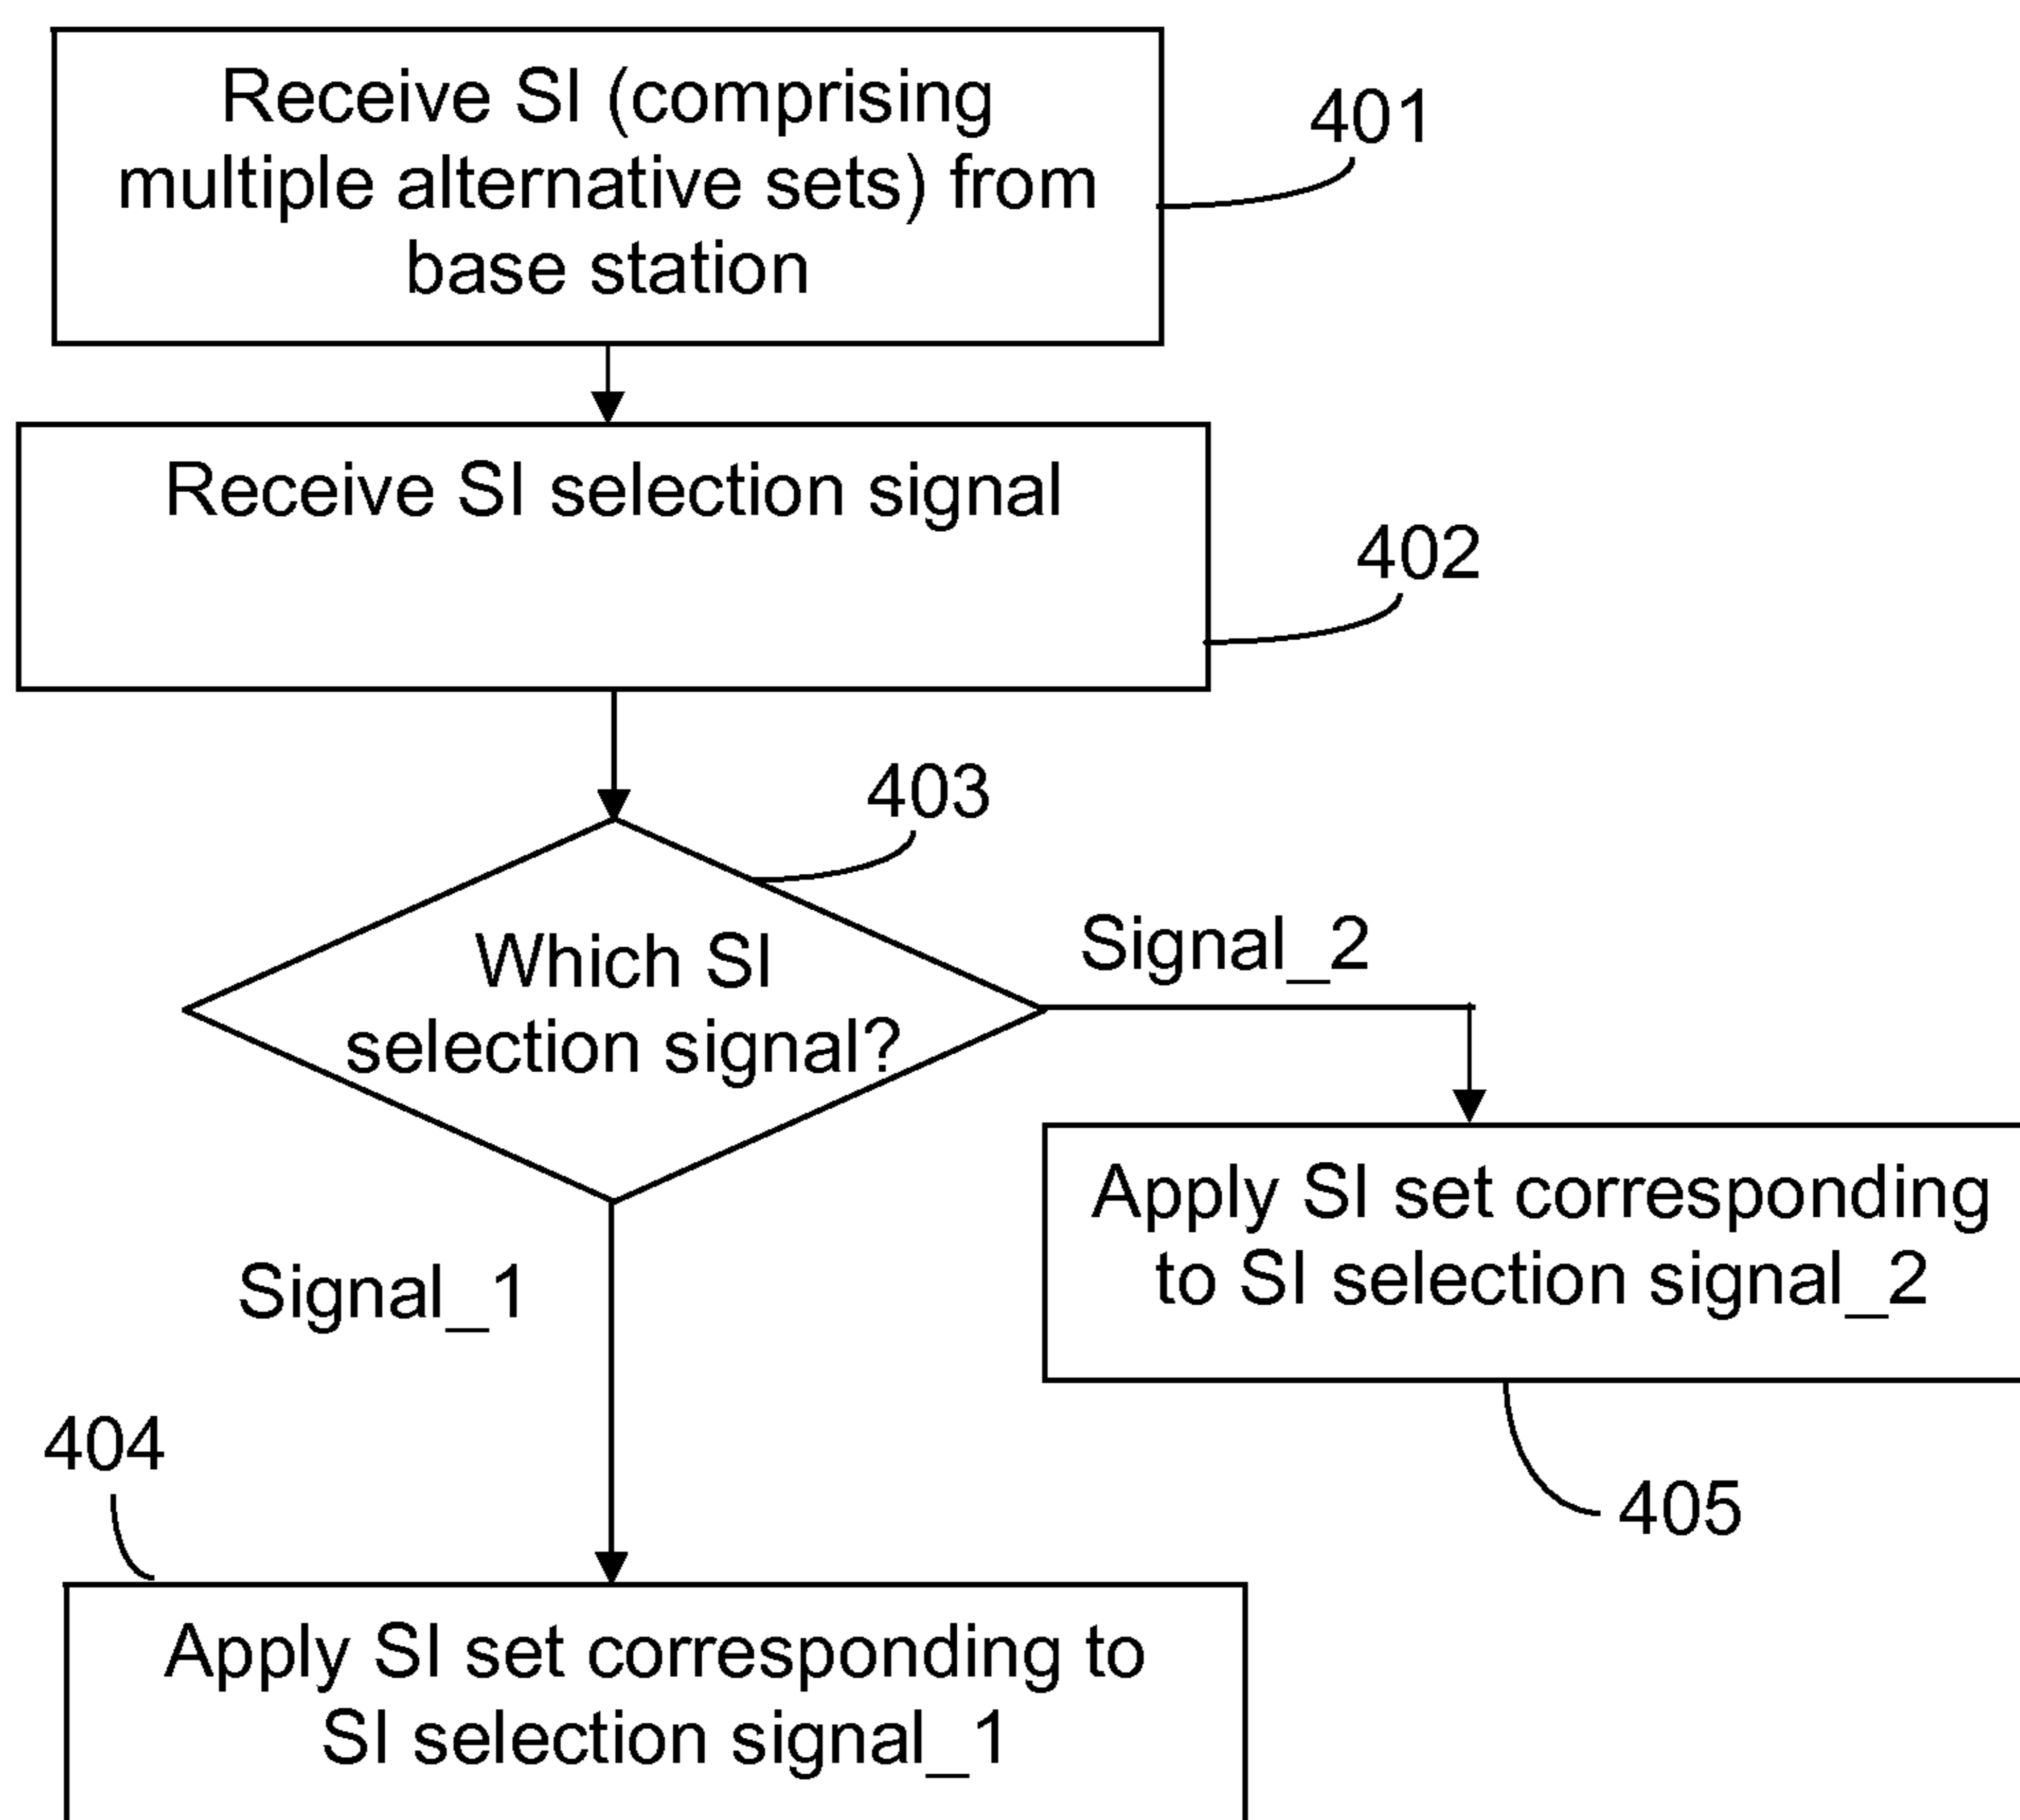 Receive SI (comprising
multiple alternative sets) from
base station
401
Receive SI selection signal
402
403
Which SI
selection signal?
Signal_2
Apply SI set corresponding
to SI selection signal_2
Signal_1
404
405
Apply SI set corresponding to
SI selection signal_1